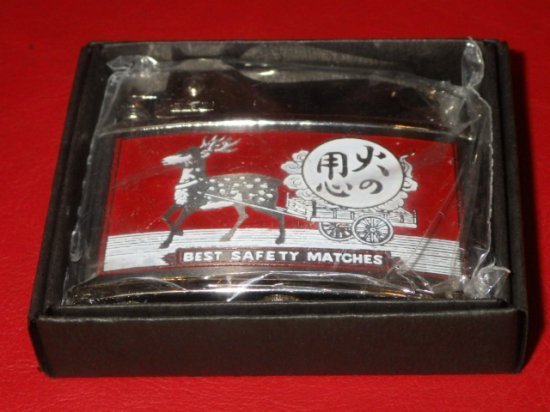 火の
用心
BEST SAFETY MATCHES